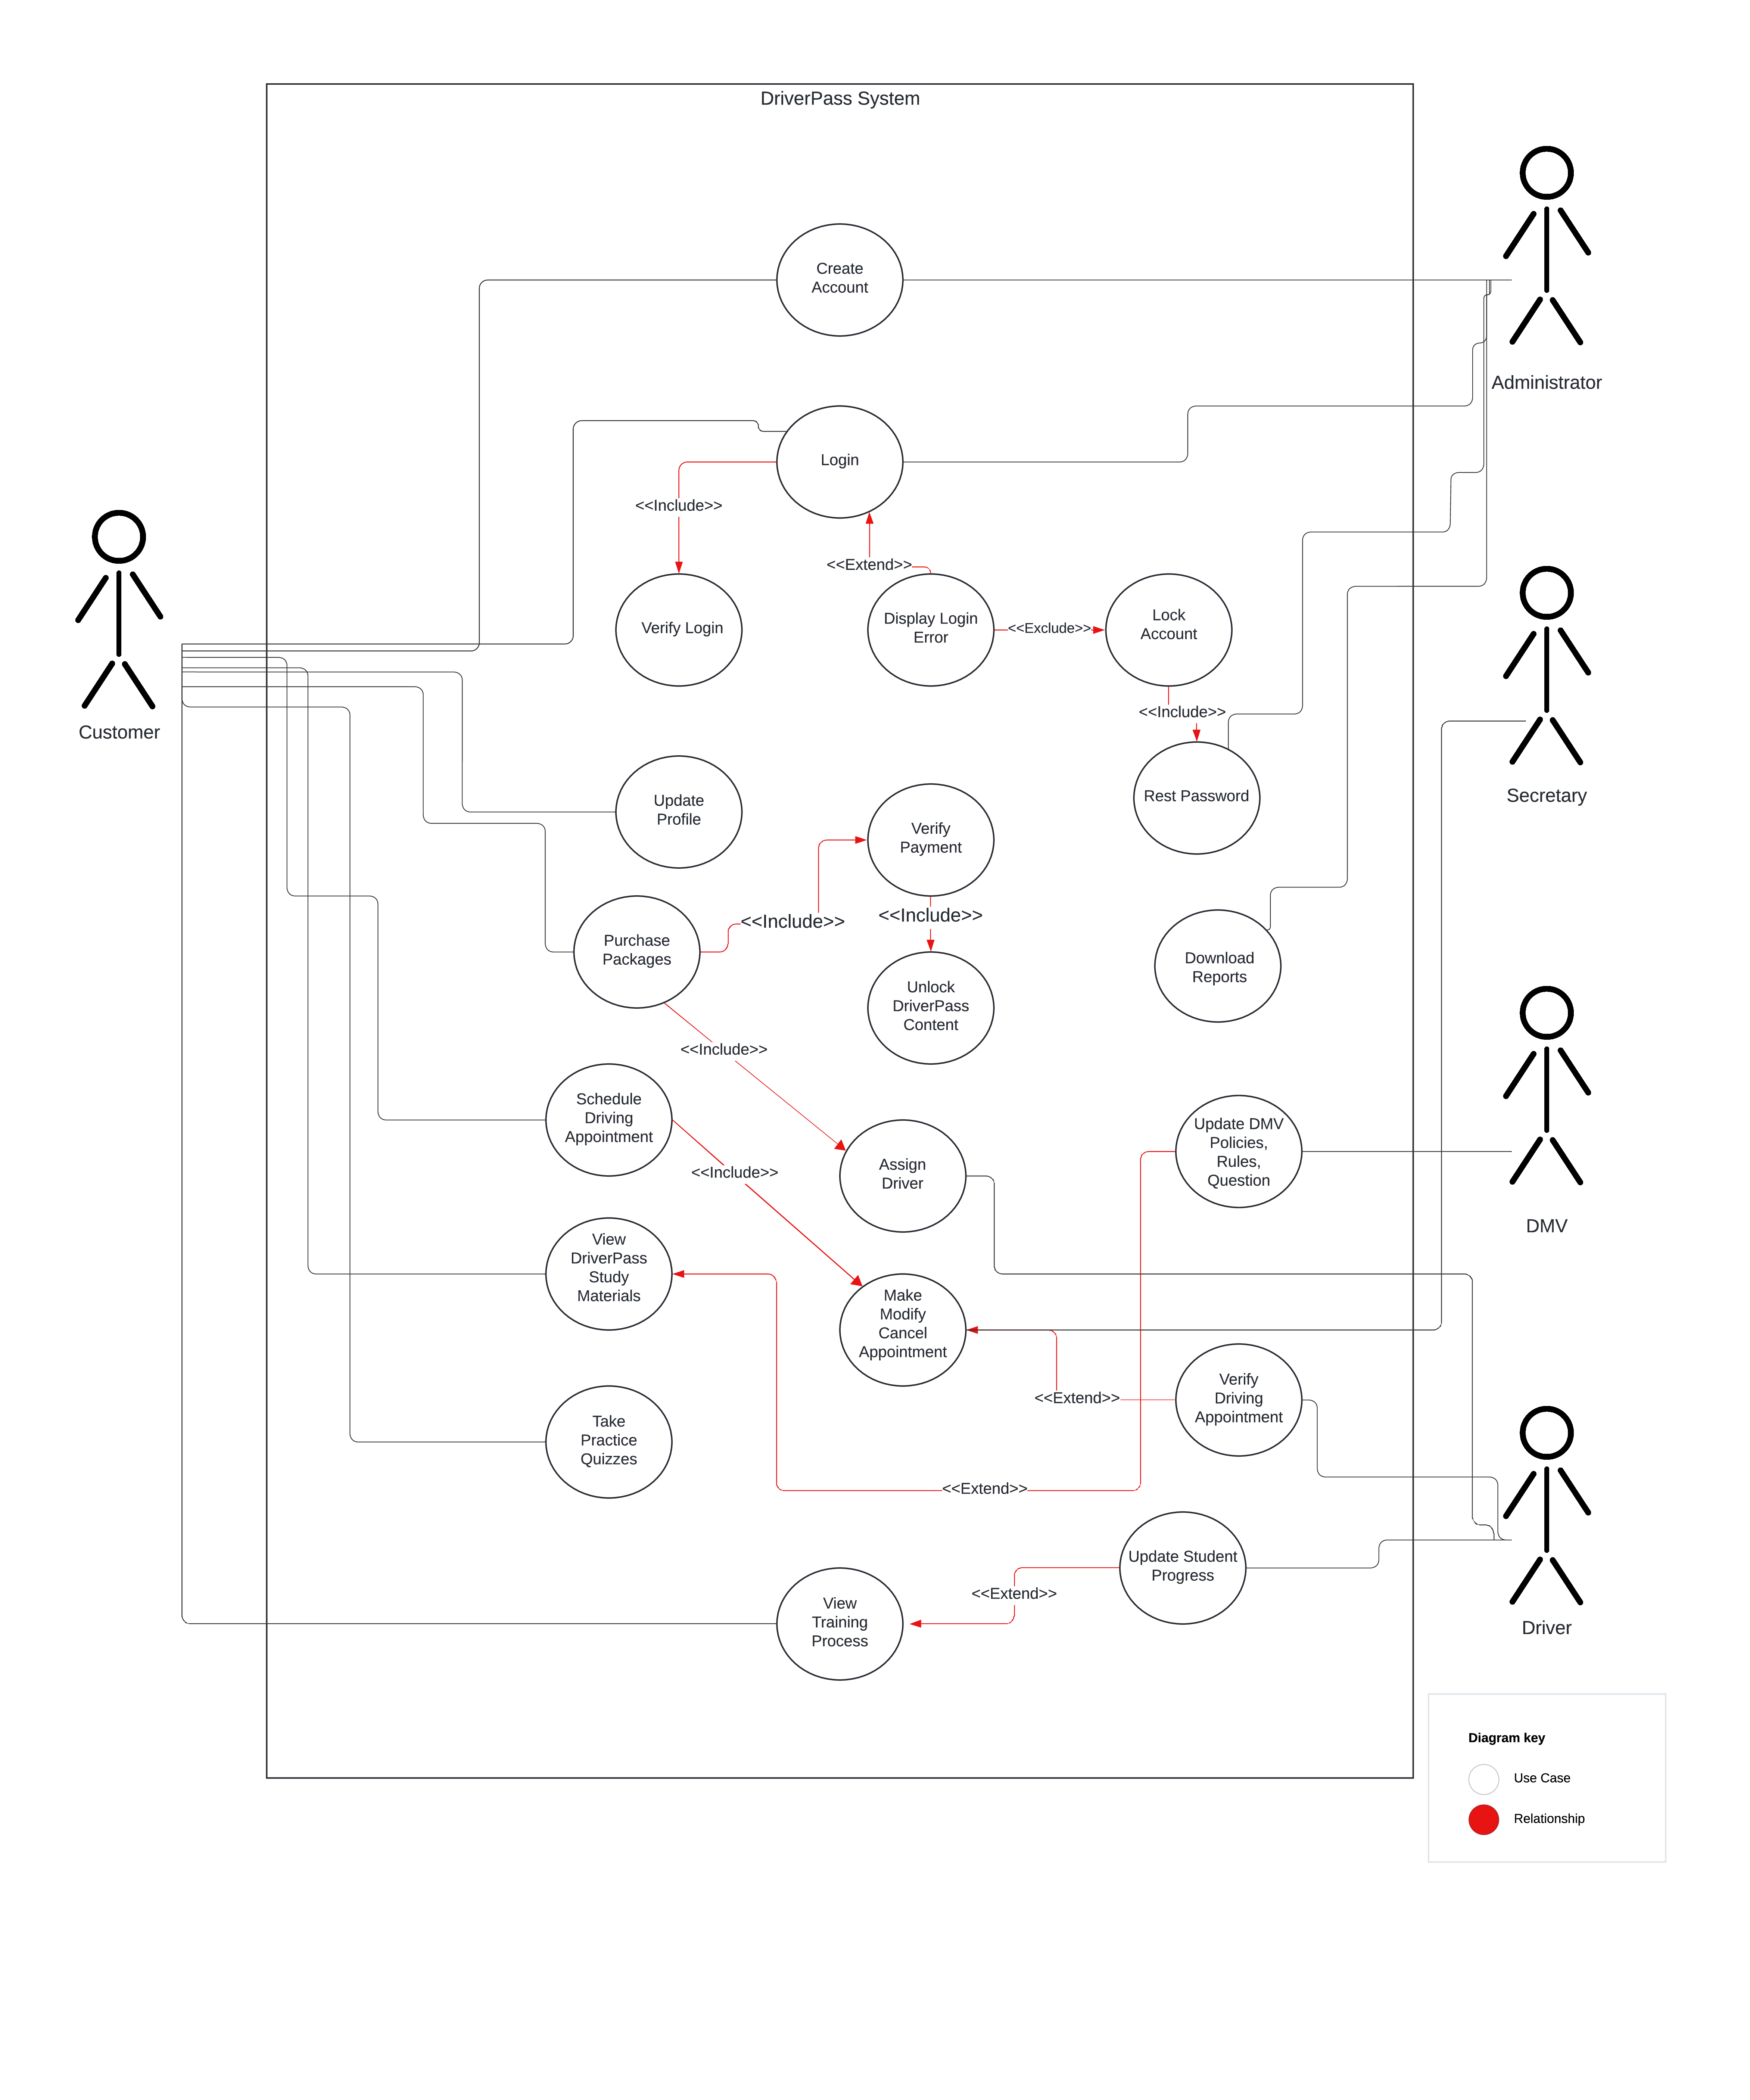 DriverPass System
Create
Account
Administrator
Login
<<Include>>
<<Extend>>
Verify Login
Display Login
Error
<<Exclude>>
Lock
Account
<<Include>>
Customer
Rest Password
Secretary
Update
Profile
Verify
Payment
<<Include>>
<<Include>>
Purchase
Packages
Download
Reports
Unlock
DriverPass
Content
<<Include>>
Schedule
Driving
Appointment
Update DMV
Policies,
Rules,
Question
<<Include>>
Assign
Driver
DMV
View
DriverPass
Study
Materials
Make
Modify
Cancel
Appointment
<<Extend>>
Verify
Driving
Appointment
Take
Practice
Quizzes
<<Extend>>
Update Student
Progress
<<Extend>>
View
Training
Process
Driver
Diagram key
Use Case
Relationship